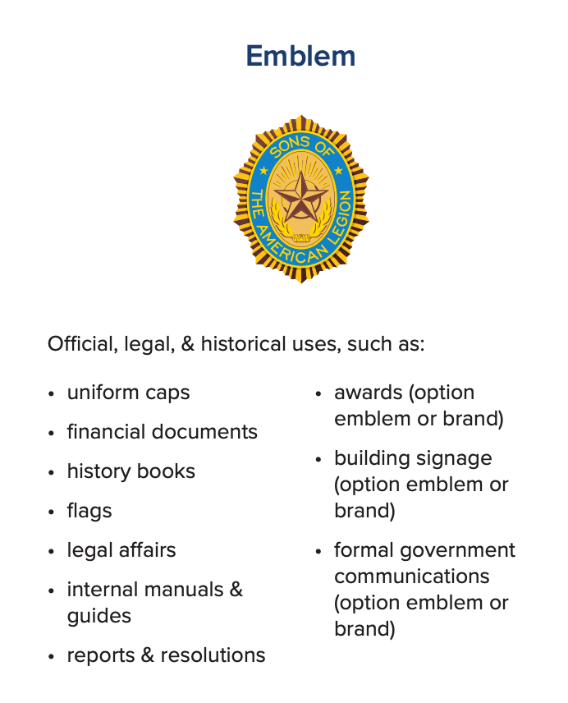 Emblem
SONS OF
THE AMERICAN LEGION
Official, legal, & historical uses, such as:
• uniform caps
• financial documents
• history books
• flags
• legal affairs
• internal manuals &
guides
• reports & resolutions
• awards (option
emblem or brand)
• building signage
(option emblem or
brand)
• formal government
communications
(option emblem or
brand)